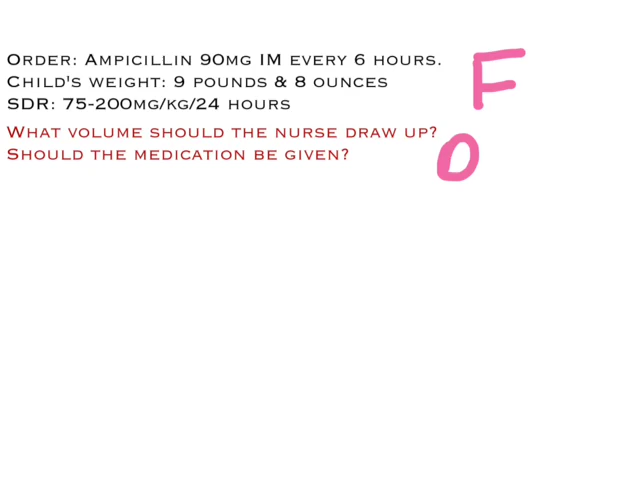 Order: Ampicillin 90mg IM every 6 hours.
Child's weight: 9 pounds & 8 ounces
SDR: 75-200mg/kg/24 hours
What volume should the nurse draw up?
Should the medication be given?
F
O